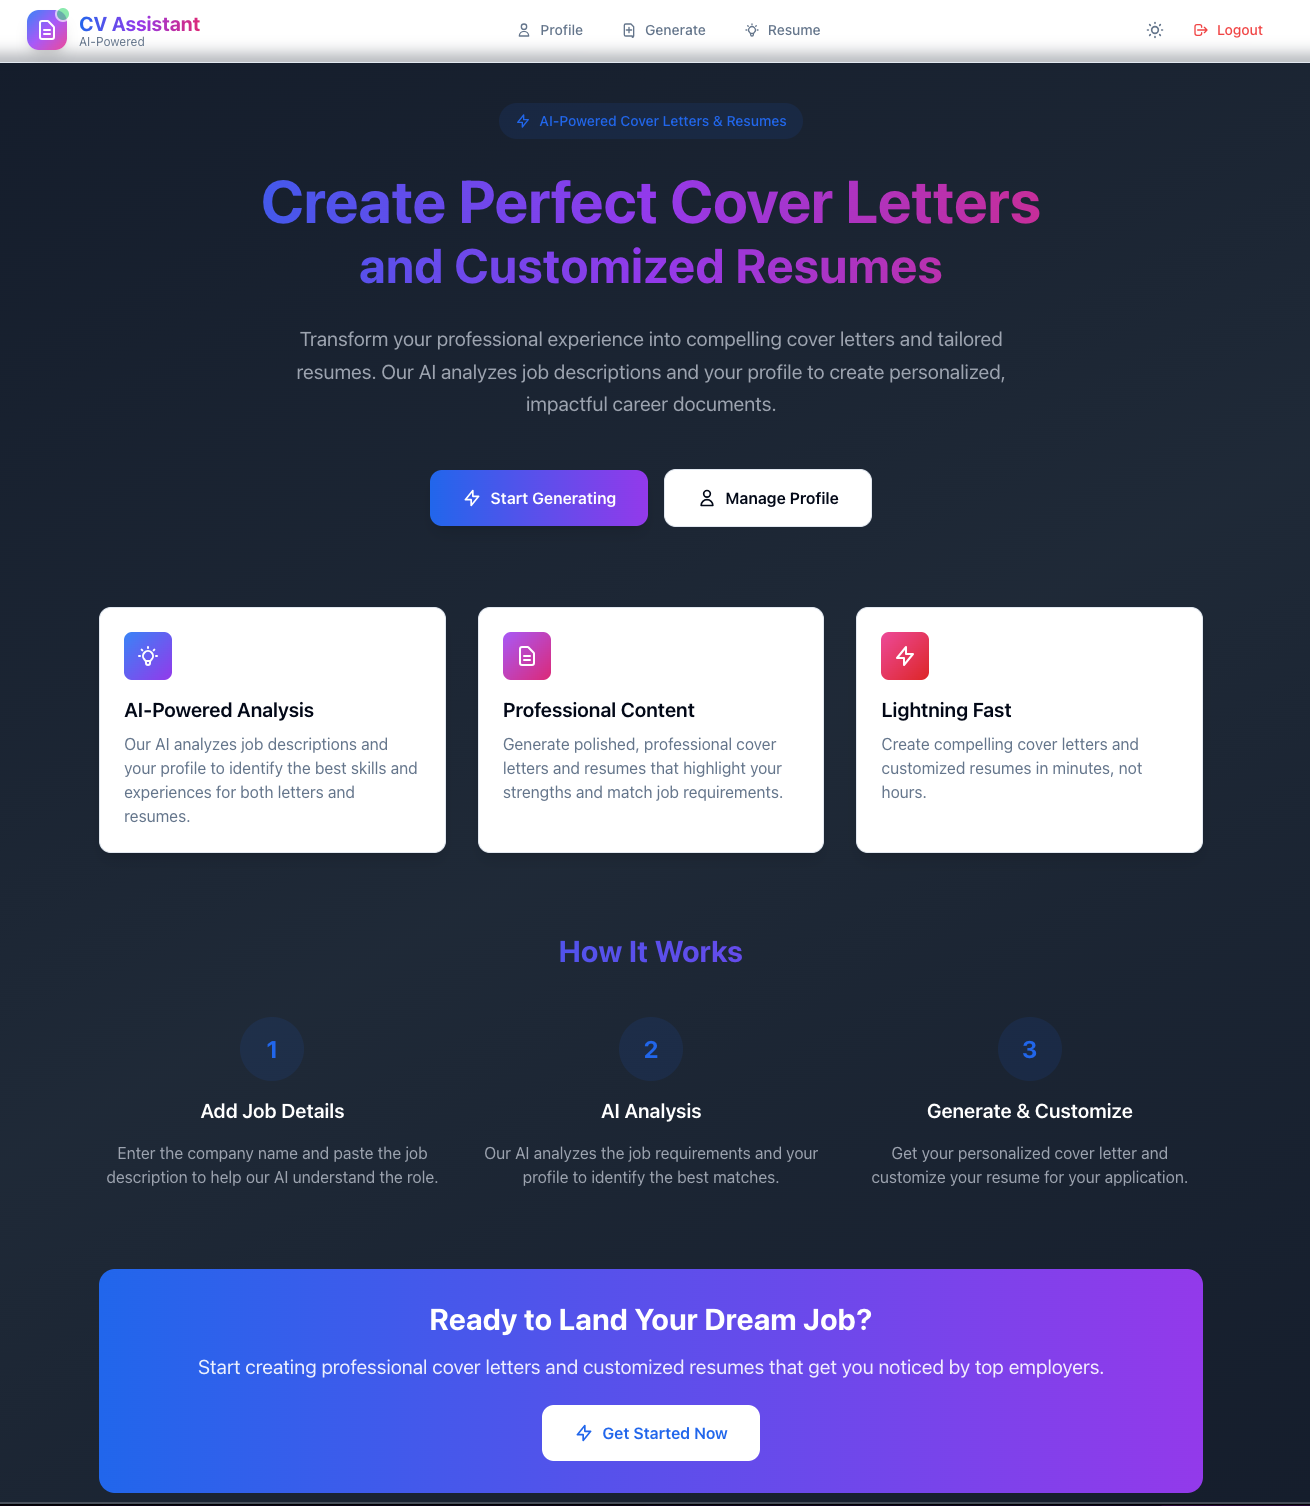 CV Assistant
AI-Powered
Profile
Generate
Resume
Logout
AI-Powered Cover Letters & Resumes
Create Perfect Cover Letters
and Customized Resumes
Transform your professional experience into compelling cover letters and tailored
resumes. Our AI analyzes job descriptions and your profile to create personalized,
impactful career documents.
Start Generating
Manage Profile
AI-Powered Analysis
Our AI analyzes job descriptions and
your profile to identify the best skills and
experiences for both letters and
resumes.
Professional Content
Generate polished, professional cover
letters and resumes that highlight your
strengths and match job requirements.
Lightning Fast
Create compelling cover letters and
customized resumes in minutes, not
hours.
How It Works
1
Add Job Details
Enter the company name and paste the job
description to help our AI understand the role.
2
AI Analysis
Our AI analyzes the job requirements and your
profile to identify the best matches.
3
Generate & Customize
Get your personalized cover letter and
customize your resume for your application.
Ready to Land Your Dream Job?
Start creating professional cover letters and customized resumes that get you noticed by top employers.
Get Started Now